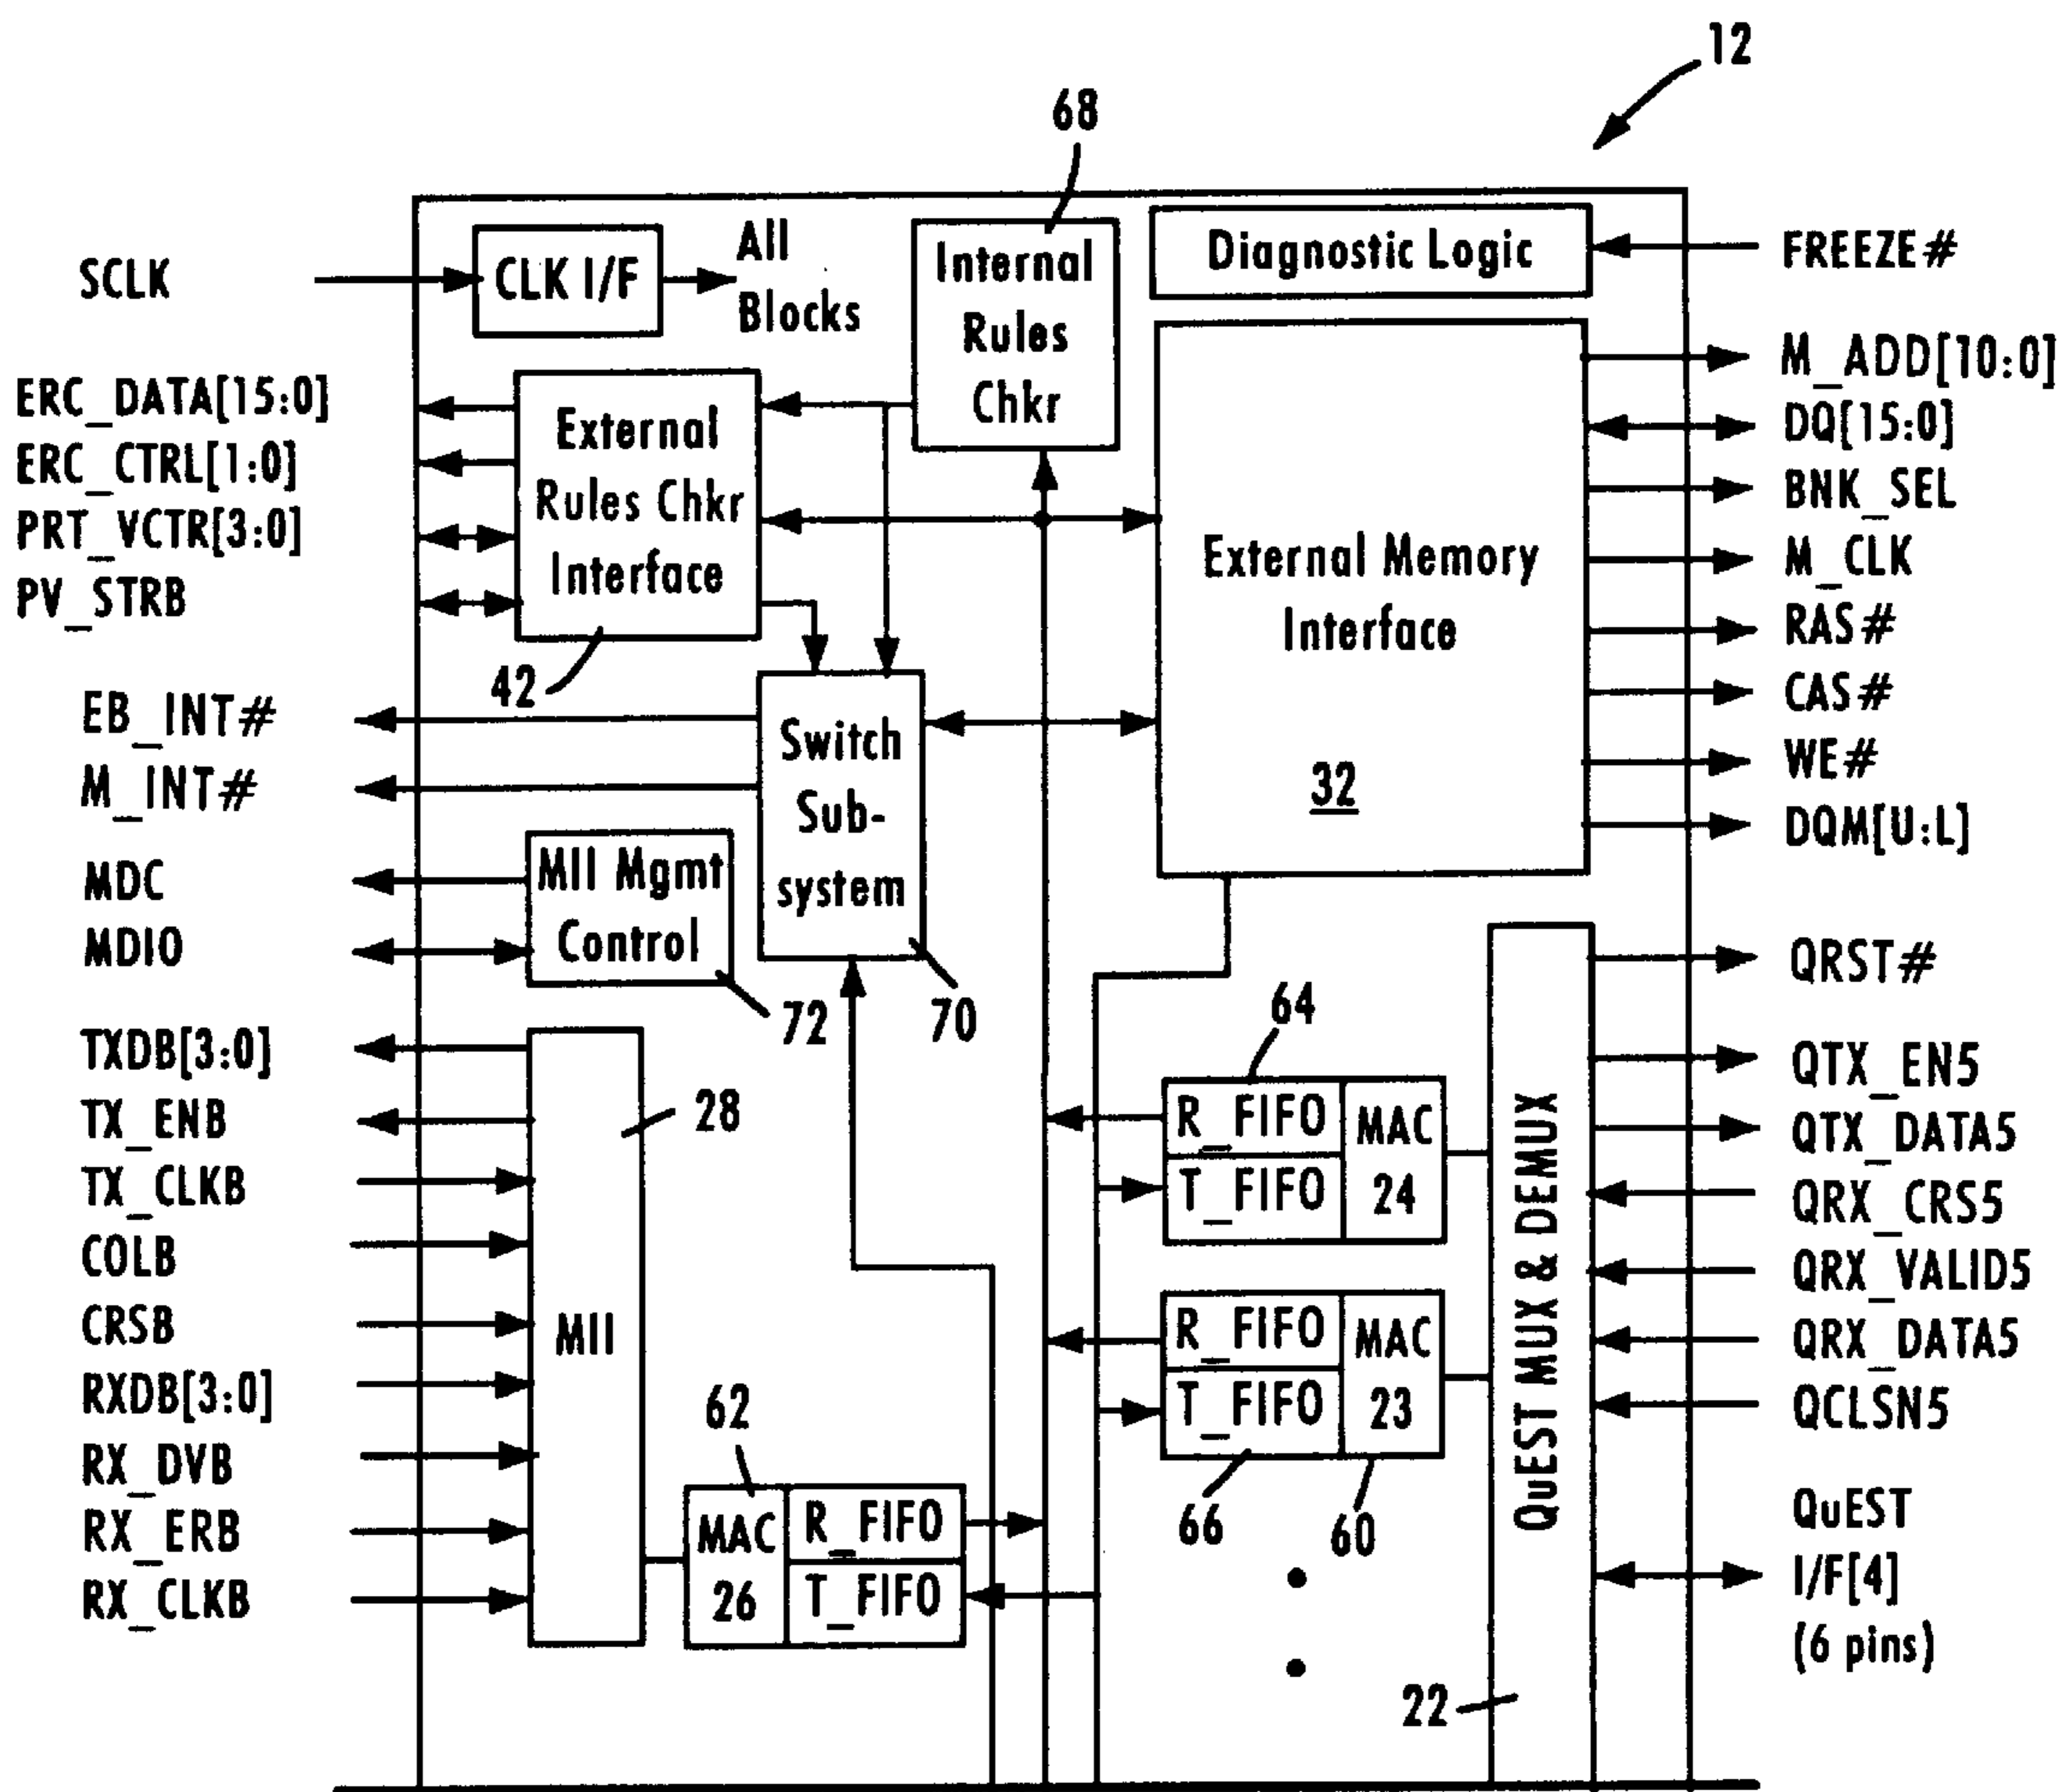 12
68
SCLK
CLK I/F
All
Blocks
Internal
Rules
Chkr
Diagnostic Logic
FREEZE#
ERC_DATA[15:0]
ERC_CTRL[1:0]
PRT_VCTR[3:0]
PV_STRB
External
Rules Chkr
Interface
42
External Memory
Interface
32
M_ADD[10:0]
DQ[15:0]
BNK_SEL
M_CLK
RAS#
CAS#
WE#
DQM[U:L]
EB_INT#
M_INT#
Switch
Sub-
system
70
MDC
MDIO
MII Mgmt
Control
72
TXDB[3:0]
TX_ENB
TX_CLKB
COLB
CRSB
RXDB[3:0]
RX_DVB
RX_ERB
RX_CLKB
MII
28
62
MAC
26
R_FIFO
T_FIFO
64
R_FIFO
T_FIFO
MAC
24
R_FIFO
T_FIFO
MAC
23
66
60
QuEST MUX & DEMUX
22
QRST#
QTX_EN5
QTX_DATA5
QRX_CRS5
QRX_VALID5
QRX_DATA5
QCLSN5
QuEST
I/F[4]
(6 pins)